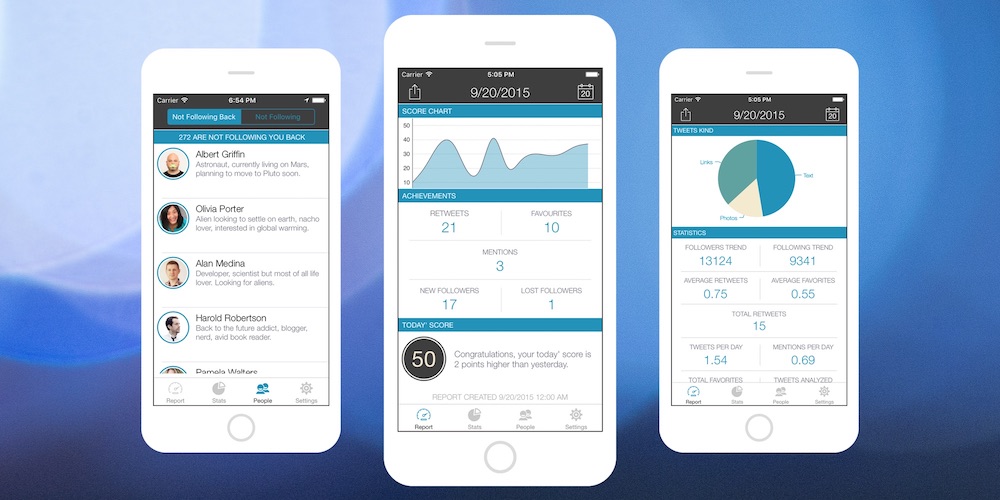 Carrier 6:54 PM
Not Following Back Not Following
272 ARE NOT FOLLOWING YOU BACK
Albert Griffin
Astronaut, currently living on Mars,
planning to move to Pluto soon.
Olivia Porter
Alien looking to settle on earth, nacho
lover, interested in global warming.
Alan Medina
Developer, scientist but most of all life
lover. Looking for aliens.
Harold Robertson
Back to the future addict, blogger,
nerd, avid book reader.
Pamela Walters
Report Stats People Settings
Carrier 5:05 PM
9/20/2015 20
SCORE CHART
50
40
30
20
10
ACHIEVEMENTS
RETWEETS FAVOURITES
21 10
MENTIONS
3
NEW FOLLOWERS LOST FOLLOWERS
17 1
TODAY' SCORE
50
Congratulations, your today' score is
2 points higher than yesterday.
REPORT CREATED 9/20/2015 12:00 AM
Report Stats People Settings
Carrier 5:05 PM
9/20/2015 20
TWEETS KIND
Links
Text
Photos
STATISTICS
FOLLOWERS TREND FOLLOWING TREND
13124 9341
AVERAGE RETWEETS AVERAGE FAVORITES
0.75 0.55
TOTAL RETWEETS
15
TWEETS PER DAY MENTIONS PER DAY
1.54 0.69
TOTAL FAVORITES TWEETS ANALYZED
Report Stats People Settings